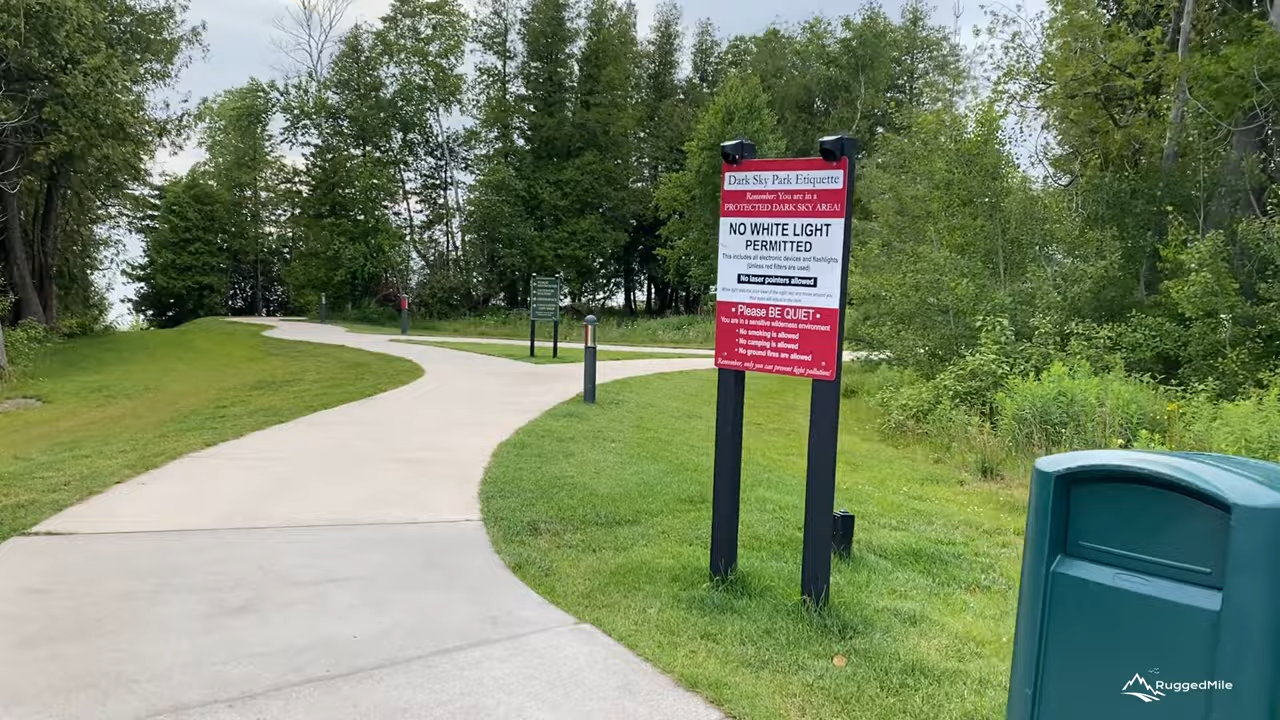 Dark Sky Park Etiquette
Remember: You are in a
PROTECTED DARK SKY AREA!
NO WHITE LIGHT
PERMITTED
This includes all electronic devices and flashlights
(Unless red filters are used)
No laser pointers allowed
• Please BE QUIET •
You are in a sensitive wilderness environment
• No smoking is allowed
• No camping is allowed
• No ground fires are allowed
Remember, only you can prevent light pollution!
RuggedMile